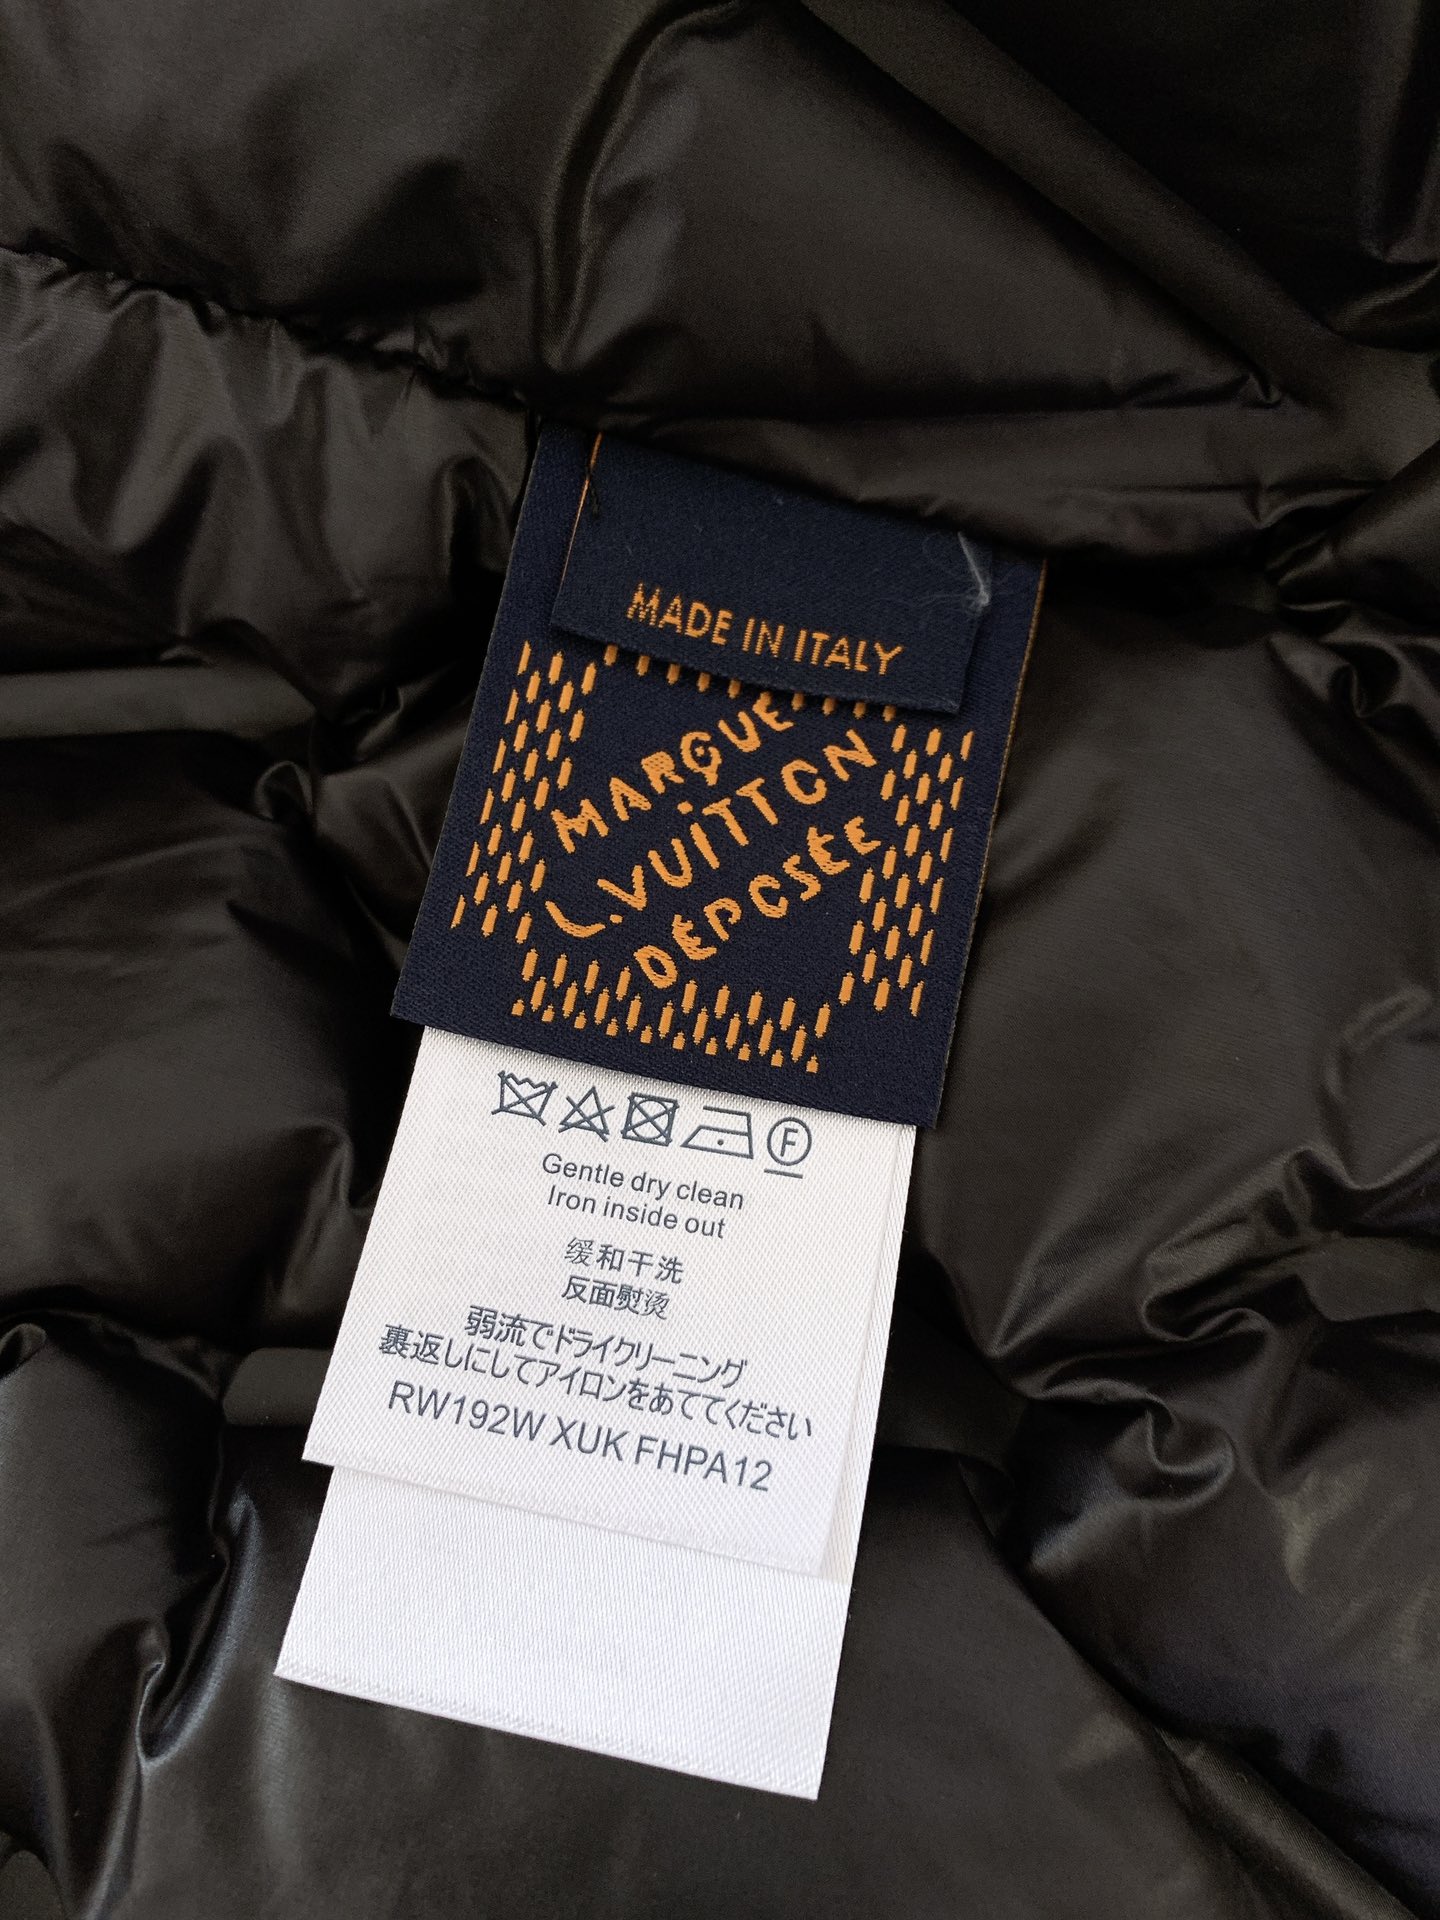 MADE IN ITALY
MARQUE
L.VUITTON
DÉPOSÉE
F
Gentle dry clean
Iron inside out
缓和干洗
反面熨烫
弱流でドライクリーニング
裏返しにしてアイロンをあててください
RW192W XUK FHPA12